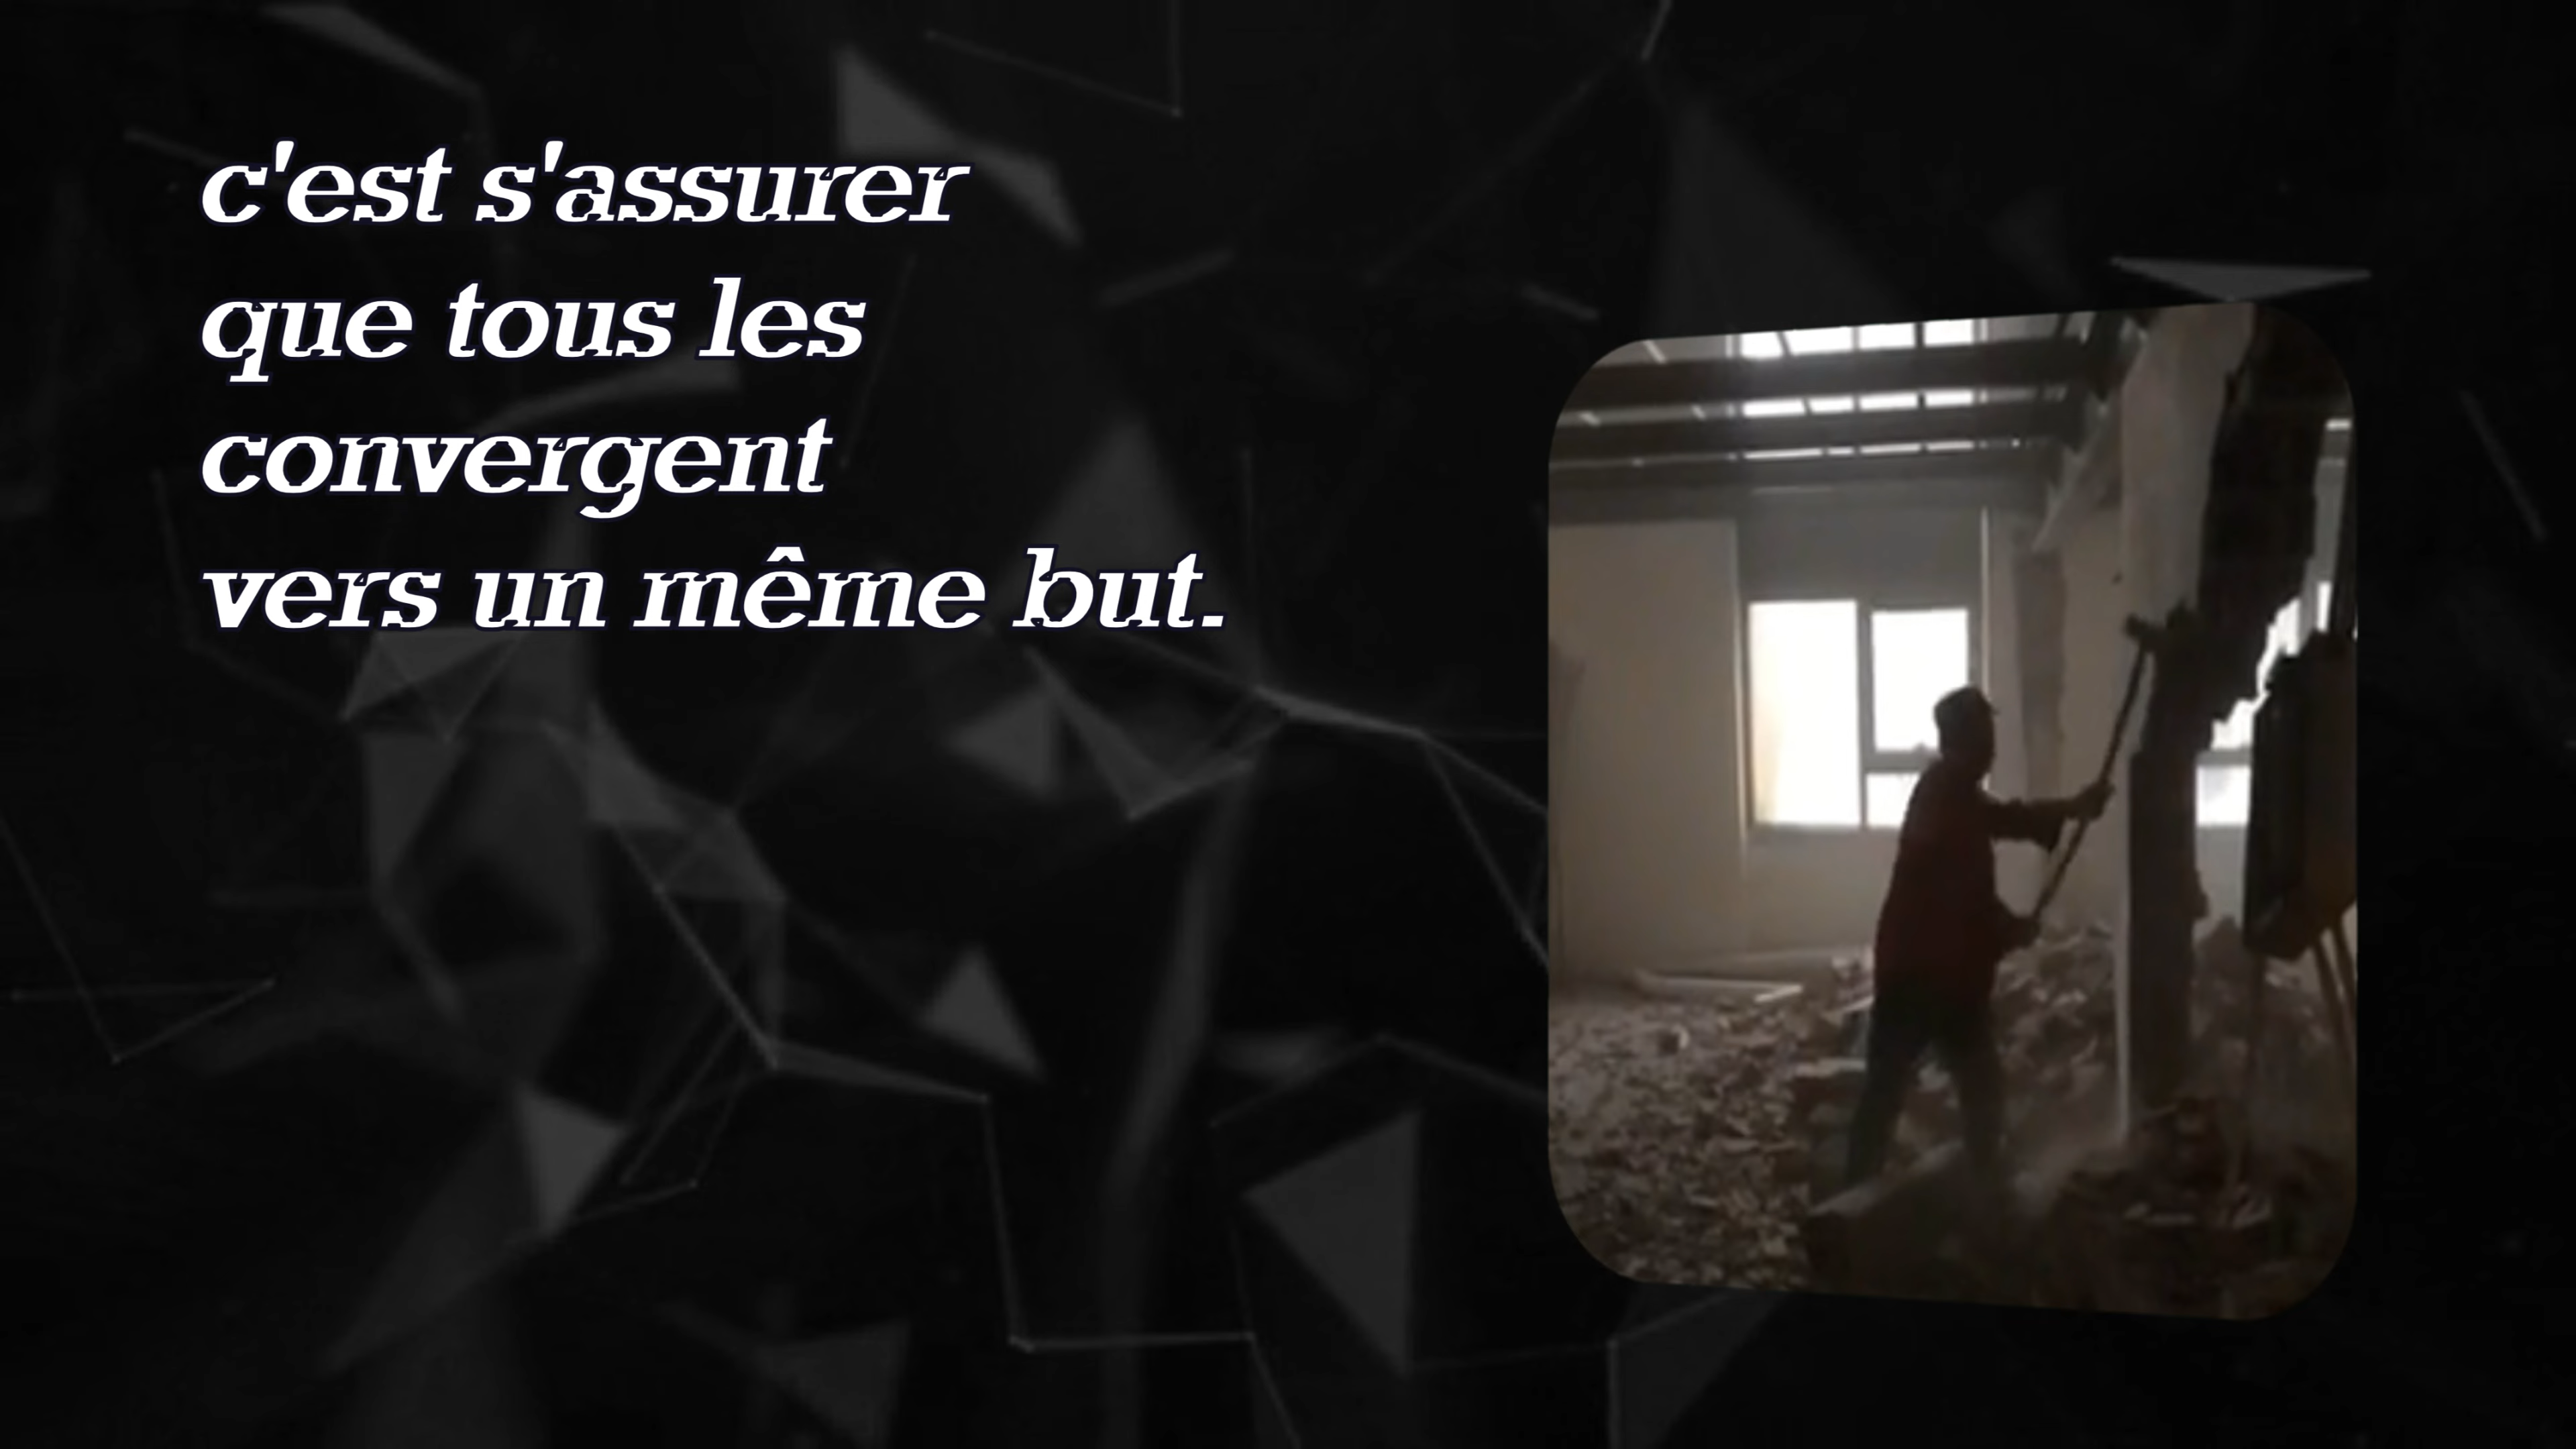 c'est s'assurer
que tous les
convergent
vers un même but.